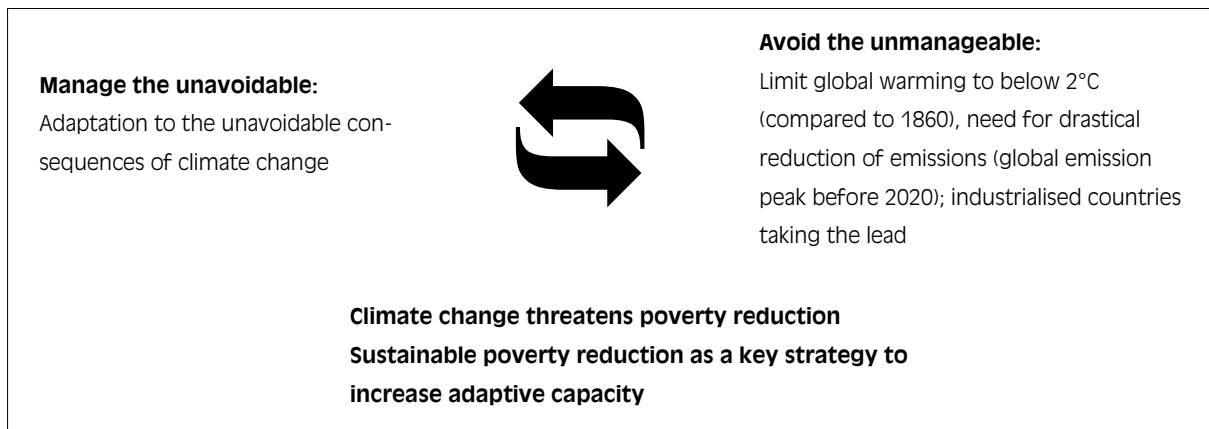 Manage the unavoidable:
Adaptation to the unavoidable con-
sequences of climate change
Avoid the unmanageable:
Limit global warming to below 2°C
(compared to 1860), need for drastical
reduction of emissions (global emission
peak before 2020); industrialised countries
taking the lead
Climate change threatens poverty reduction
Sustainable poverty reduction as a key strategy to
increase adaptive capacity